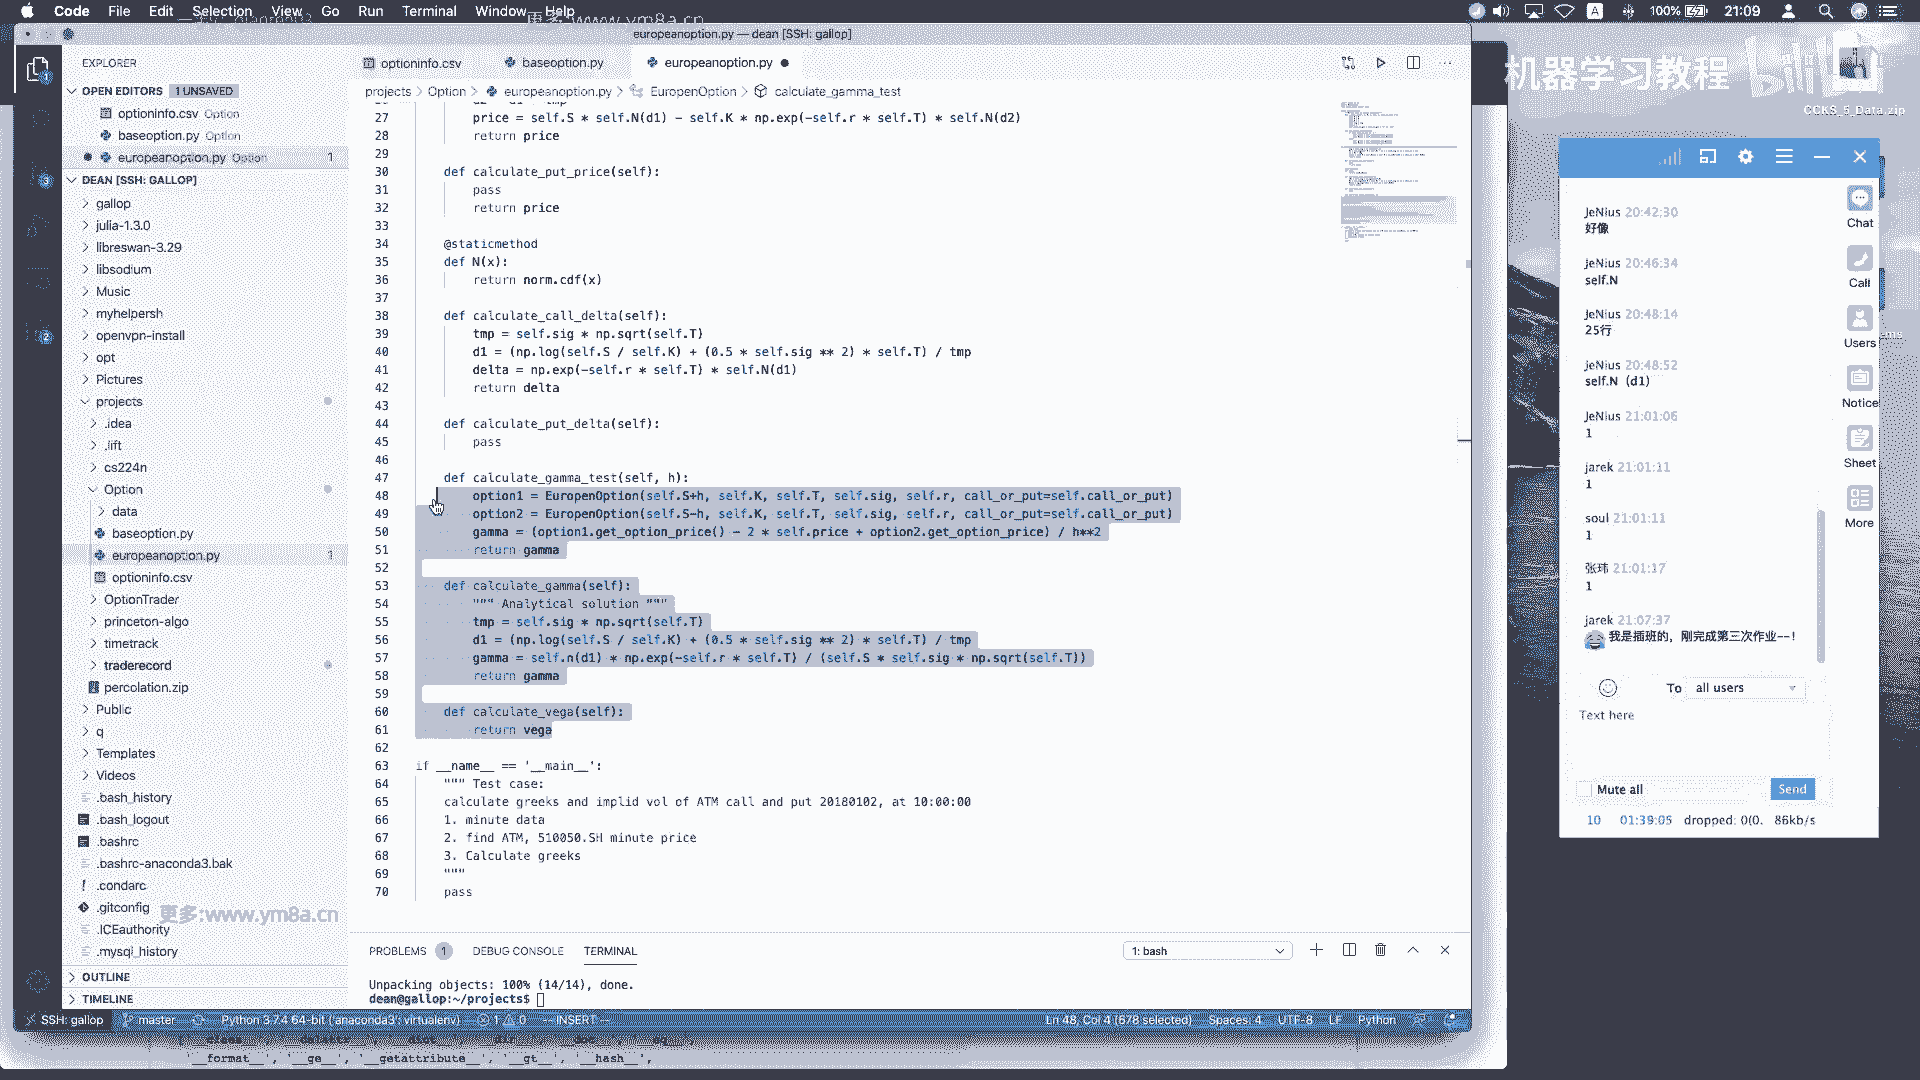 Code File Edit Selection View Go Run Terminal Window Help
更多:www.ym8a.cn
A 100% 21:09
europeanoption.py — dean [SSH: gallop]
机器学习教程
bilibili
CCKS_5_Data.zip
EXPLORER
OPEN EDITORS 1 UNSAVED
optioninfo.csv Option
baseoption.py Option
europeanoption.py Option 1
DEAN [SSH: GALLOP]
gallop
julia-1.3.0
libreswan-3.29
libsodium
Music
myhelpersh
openvpn-install
opt
Pictures
projects
.idea
.lift
cs224n
Option
data
baseoption.py
europeanoption.py 1
optioninfo.csv
OptionTrader
princeton-algo
timetrack
traderecord
percolation.zip
Public
q
Templates
Videos
.bash_history
.bash_logout
.bashrc
.bashrc-anaconda3.bak
.condarc
.gitconfig
更多:www.ym8a.cn
.ICEauthority
.mysql_history
OUTLINE
TIMELINE
optioninfo.csv baseoption.py europeanoption.py
projects > Option > europeanoption.py > EuropenOption > calculate_gamma_test
27 price = self.S * self.N(d1) - self.K * np.exp(-self.r * self.T) * self.N(d2)
28 return price
29
30 def calculate_put_price(self):
31 pass
32 return price
33
34 @staticmethod
35 def N(x):
36 return norm.cdf(x)
37
38 def calculate_call_delta(self):
39 tmp = self.sig * np.sqrt(self.T)
40 d1 = (np.log(self.S / self.K) + (0.5 * self.sig ** 2) * self.T) / tmp
41 delta = np.exp(-self.r * self.T) * self.N(d1)
42 return delta
43
44 def calculate_put_delta(self):
45 pass
46
47 def calculate_gamma_test(self, h):
48 option1 = EuropenOption(self.S+h, self.K, self.T, self.sig, self.r, call_or_put=self.call_or_put)
49 option2 = EuropenOption(self.S-h, self.K, self.T, self.sig, self.r, call_or_put=self.call_or_put)
50 gamma = (option1.get_option_price() - 2 * self.price + option2.get_option_price) / h**2
51 return gamma
52
53 def calculate_gamma(self):
54 """ Analytical solution """
55 tmp = self.sig * np.sqrt(self.T)
56 d1 = (np.log(self.S / self.K) + (0.5 * self.sig ** 2) * self.T) / tmp
57 gamma = self.n(d1) * np.exp(-self.r * self.T) / (self.S * self.sig * np.sqrt(self.T))
58 return gamma
59
60 def calculate_vega(self):
61 return vega
62
63 if __name__ == '__main__':
64 """ Test case:
65 calculate greeks and implid vol of ATM call and put 20180102, at 10:00:00
66 1. minute data
67 2. find ATM, 510050.SH minute price
68 3. Calculate greeks
69 """
70 pass
PROBLEMS 1 DEBUG CONSOLE TERMINAL
1: bash
Unpacking objects: 100% (14/14), done.
dean@gallop:~/projects$
SSH: gallop master Python 3.7.4 64-bit ('anaconda3': virtualenv) 1 0 -- INSERT --
Ln 48, Col 4 (678 selected) Spaces: 4 UTF-8 LF Python
'__format__', '__ge__', '__getattribute__', '__gt__', '__hash__',
JeNius 20:42:30
好像
JeNius 20:46:34
self.N
JeNius 20:48:14
25行
JeNius 20:48:52
self.N（d1）
JeNius 21:01:06
1
jarek 21:01:11
1
soul 21:01:11
1
张玮 21:01:17
1
jarek 21:07:37
我是插班的，刚完成第三次作业--！
Chat
Call
Users
Notice
Sheet
More
To all users
Text here
Mute all
Send
10 01:39:05 dropped: 0(0. 86kb/s